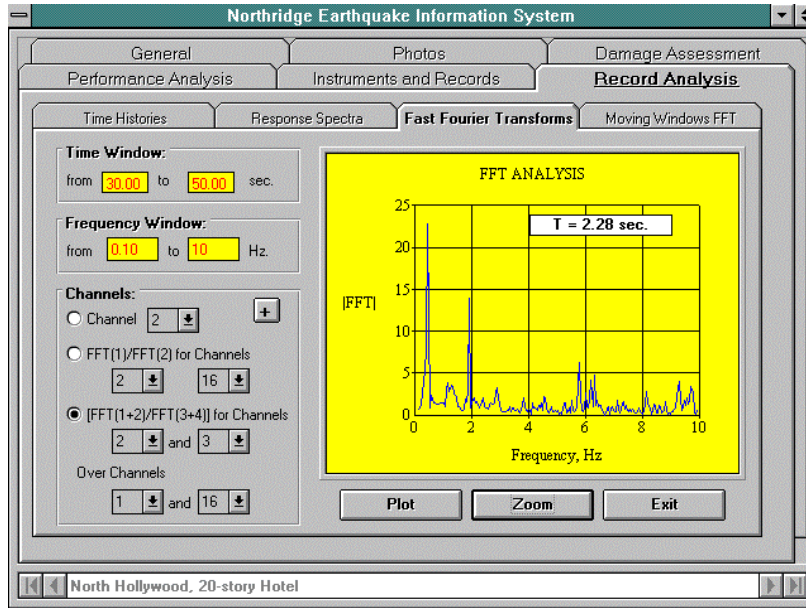 Northridge Earthquake Information System
General Photos Damage Assessment
Performance Analysis Instruments and Records Record Analysis
Time Histories Response Spectra Fast Fourier Transforms Moving Windows FFT
Time Window:
from 30.00 to 50.00 sec.
Frequency Window:
from 0.10 to 10 Hz.
Channels:
Channel 2 +
FFT(1)/FFT(2) for Channels
2 16
[FFT(1+2)/FFT(3+4)] for Channels
2 and 3
Over Channels
1 and 16
FFT ANALYSIS
T = 2.28 sec.
|FFT|
25
20
15
10
5
0
0 2 4 6 8 10
Frequency, Hz
Plot Zoom Exit
North Hollywood, 20-story Hotel